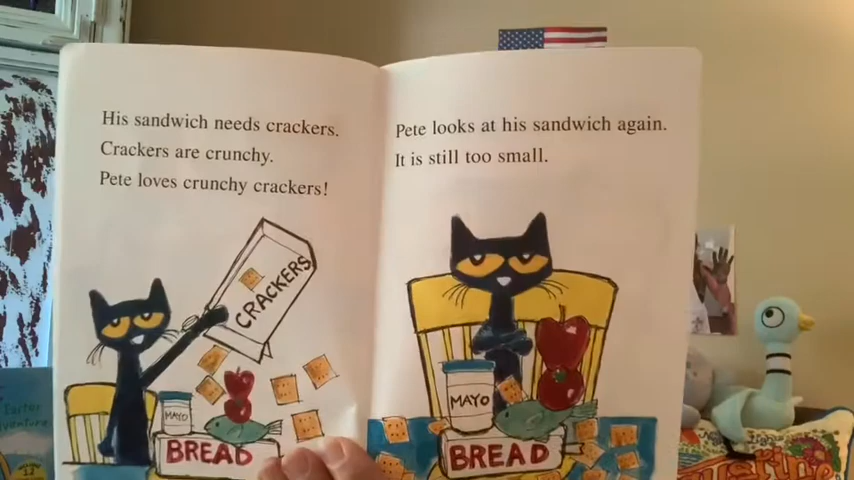 His sandwich needs crackers.
Crackers are crunchy.
Pete loves crunchy crackers!
CRACKERS
MAYO
BREAD
Pete looks at his sandwich again.
It is still too small.
MAYO
BREAD
Easter